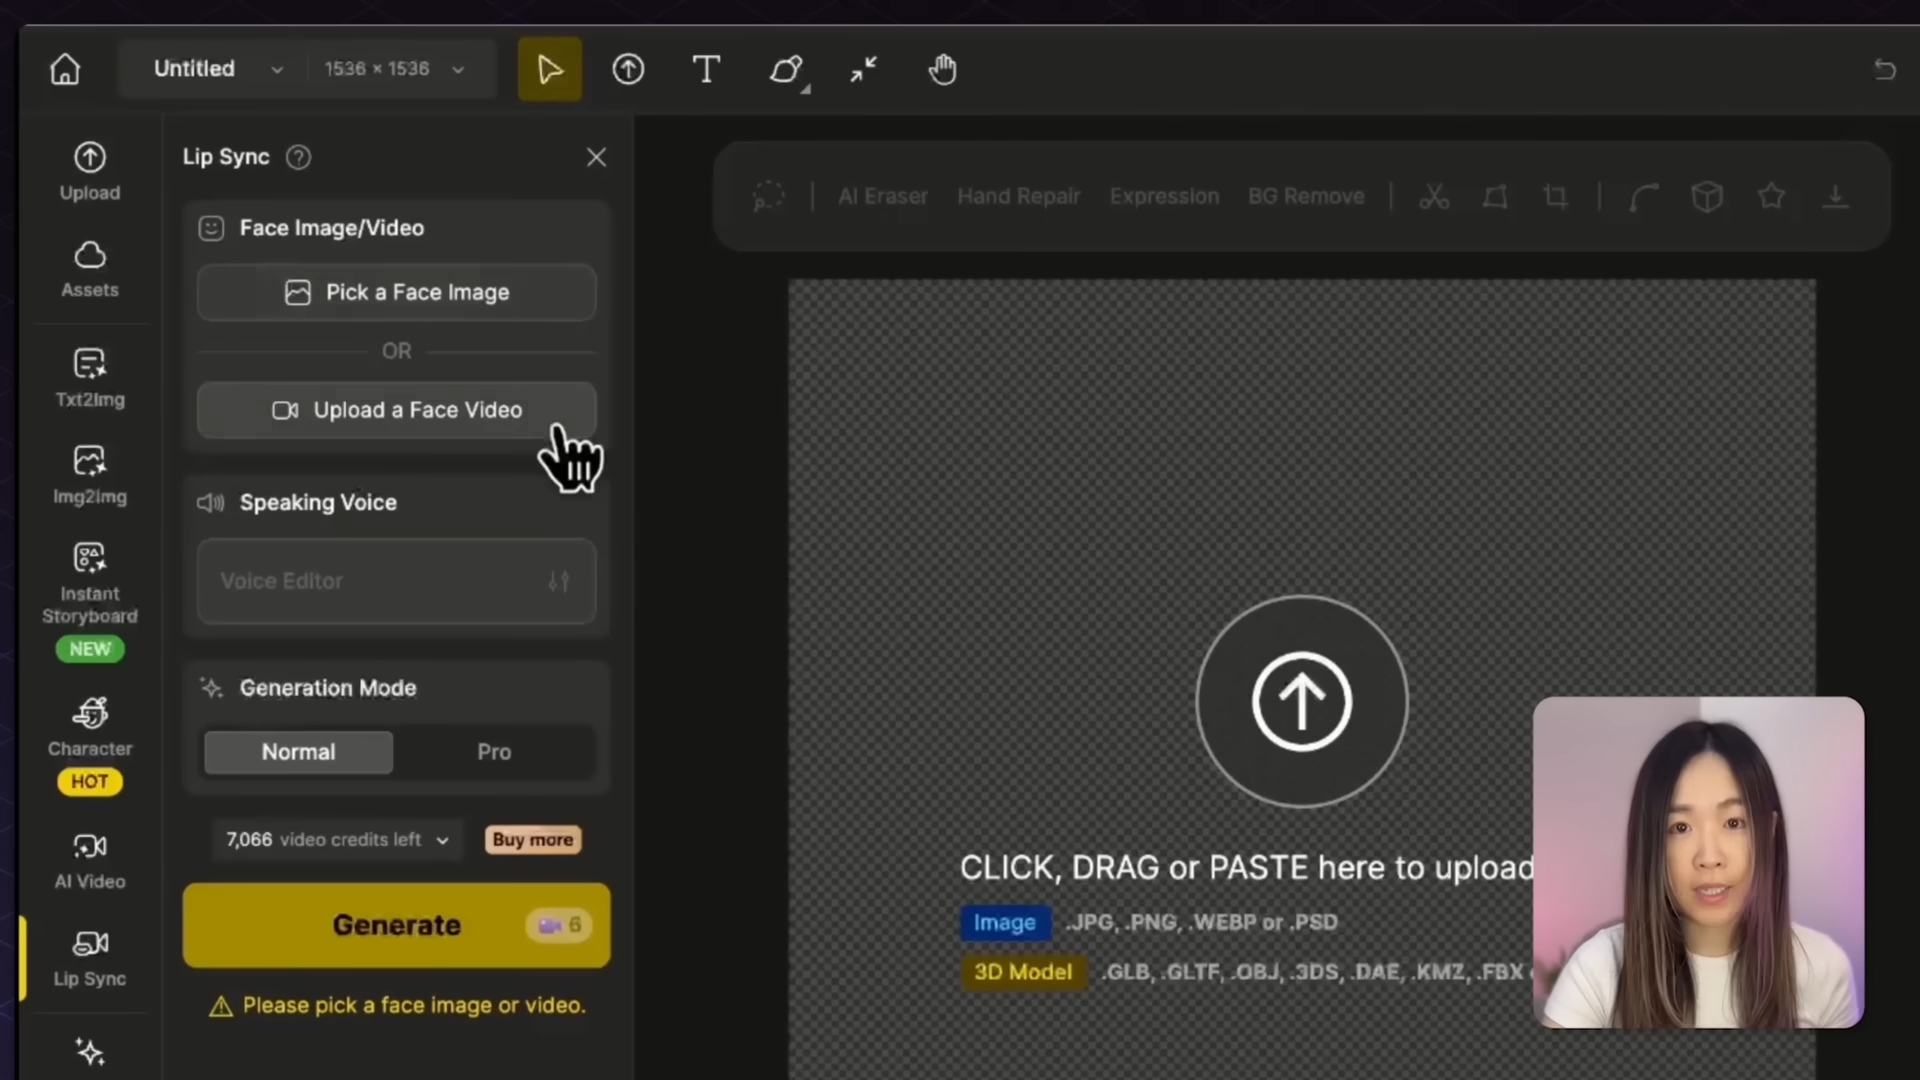 Untitled
1536 × 1536
Upload
Assets
Txt2Img
Img2Img
Instant
Storyboard
NEW
Character
HOT
AI Video
Lip Sync
Lip Sync
Face Image/Video
Pick a Face Image
OR
Upload a Face Video
Speaking Voice
Voice Editor
Generation Mode
Normal
Pro
7,066 video credits left
Buy more
Generate
6
Please pick a face image or video.
AI Eraser
Hand Repair
Expression
BG Remove
CLICK, DRAG or PASTE here to upload
Image
.JPG, .PNG, .WEBP or .PSD
3D Model
.GLB, .GLTF, .OBJ, .3DS, .DAE, .KMZ, .FBX